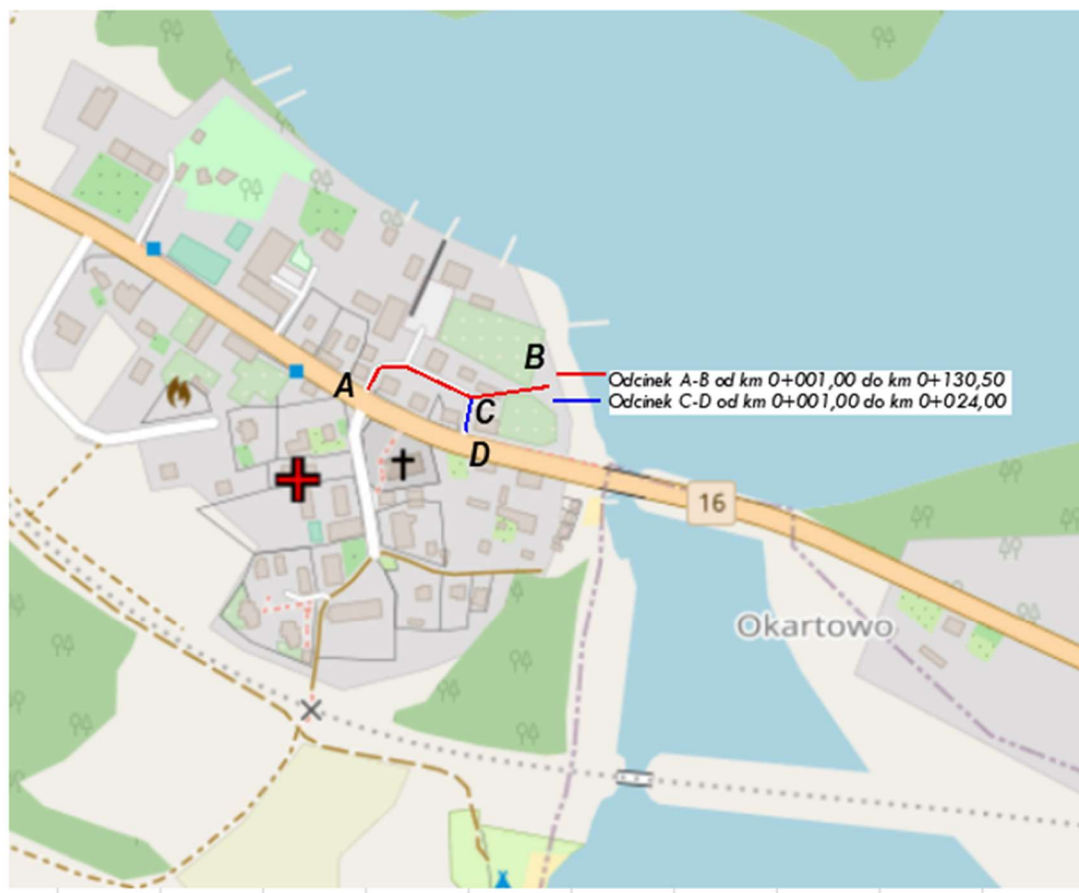 B
A
Odcinek A-B od km 0+001,00 do km 0+130,50
Odcinek C-D od km 0+001,00 do km 0+024,00
C
D
16
Okartowo